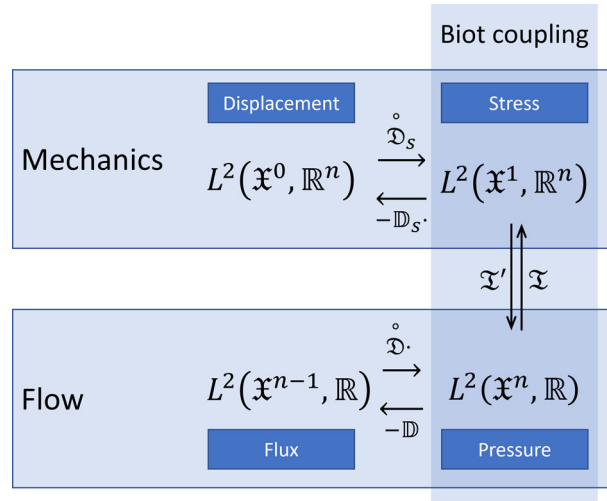 Biot coupling
Displacement
Stress
Mechanics
𝔇̊ₛ
L²(𝔛⁰, ℝⁿ)
L²(𝔛¹, ℝⁿ)
−𝔻ₛ·
𝔗′
𝔗
𝔇̊·
Flow
L²(𝔛ⁿ⁻¹, ℝ)
L²(𝔛ⁿ, ℝ)
−𝔻
Flux
Pressure